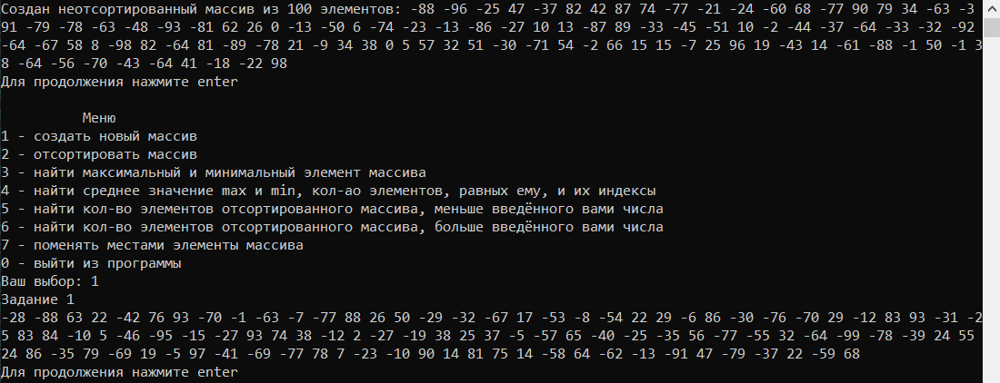 Создан неотсортированный массив из 100 элементов: -88 -96 -25 47 -37 82 42 87 74 -77 -21 -24 -60 68 -77 90 79 34 -63 -3
91 -79 -78 -63 -48 -93 -81 62 26 0 -13 -50 6 -74 -23 -13 -86 -27 10 13 -87 89 -33 -45 -51 10 -2 -44 -37 -64 -33 -32 -92
-64 -67 58 8 -98 82 -64 81 -89 -78 21 -9 34 38 0 5 57 32 51 -30 -71 54 -2 66 15 15 -7 25 96 19 -43 14 -61 -88 -1 50 -1 3
8 -64 -56 -70 -43 -64 41 -18 -22 98
Для продолжения нажмите enter
Меню
1 - создать новый массив
2 - отсортировать массив
3 - найти максимальный и минимальный элемент массива
4 - найти среднее значение max и min, кол-ао элементов, равных ему, и их индексы
5 - найти кол-во элементов отсортированного массива, меньше введённого вами числа
6 - найти кол-во элементов отсортированного массива, больше введённого вами числа
7 - поменять местами элементы массива
0 - выйти из программы
Ваш выбор: 1
Задание 1
-28 -88 63 22 -42 76 93 -70 -1 -63 -7 -77 88 26 50 -29 -32 -67 17 -53 -8 -54 22 29 -6 86 -30 -76 -70 29 -12 83 93 -31 -2
5 83 84 -10 5 -46 -95 -15 -27 93 74 38 -12 2 -27 -19 38 25 37 -5 -57 65 -40 -25 -35 56 -77 -55 32 -64 -99 -78 -39 24 55
24 86 -35 79 -69 19 -5 97 -41 -69 -77 78 7 -23 -10 90 14 81 75 14 -58 64 -62 -13 -91 47 -79 -37 22 -59 68
Для продолжения нажмите enter